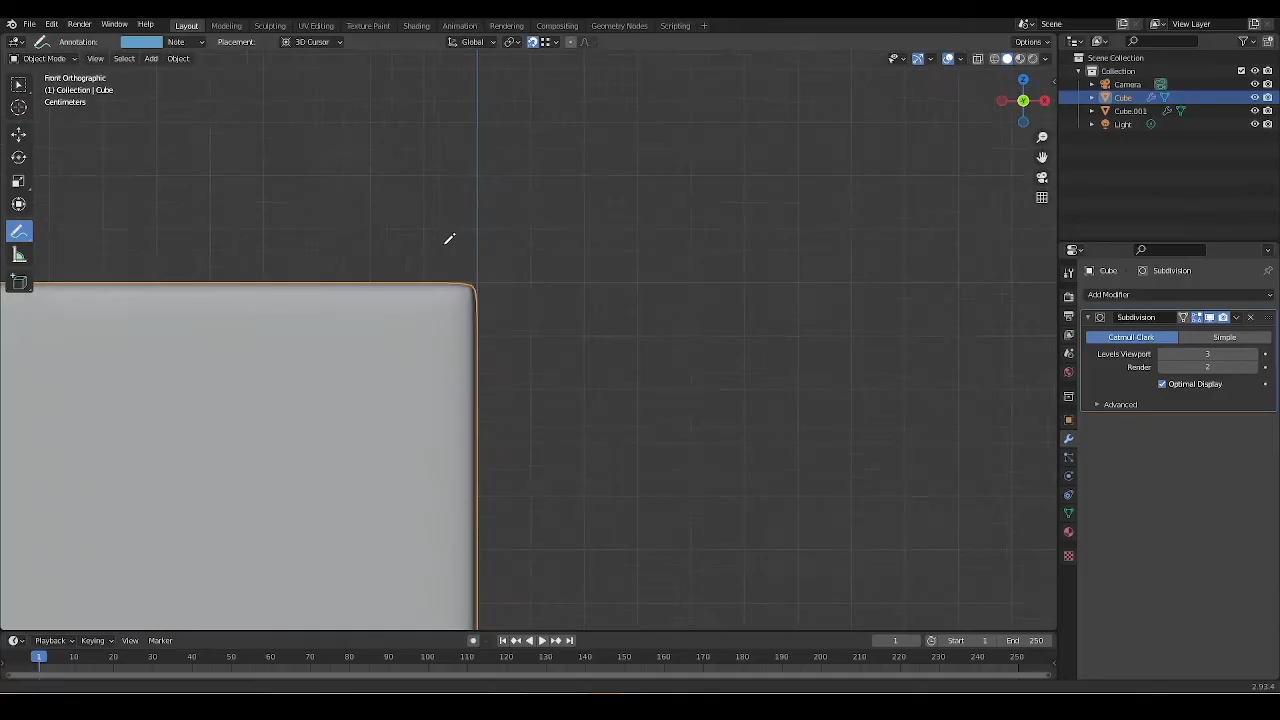 File Edit Render Window Help Layout Modeling Sculpting UV Editing Texture Paint Shading Animation Rendering Compositing Geometry Nodes Scripting + Scene View Layer
Annotation: Note Placement: 3D Cursor Global Options
Object Mode View Select Add Object
Front Orthographic
(1) Collection | Cube
Centimeters
Z
Y
X
Scene Collection
Collection
Camera
Cube
Cube.001
Light
Cube Subdivision
Add Modifier
Subdivision
Catmull Clark Simple
Levels Viewport 3
Render 2
Optimal Display
Advanced
Playback Keying View Marker 1 Start 1 End 250
1 10 20 30 40 50 60 70 80 90 100 110 120 130 140 150 160 170 180 190 200 210 220 230 240 250
2.93.4